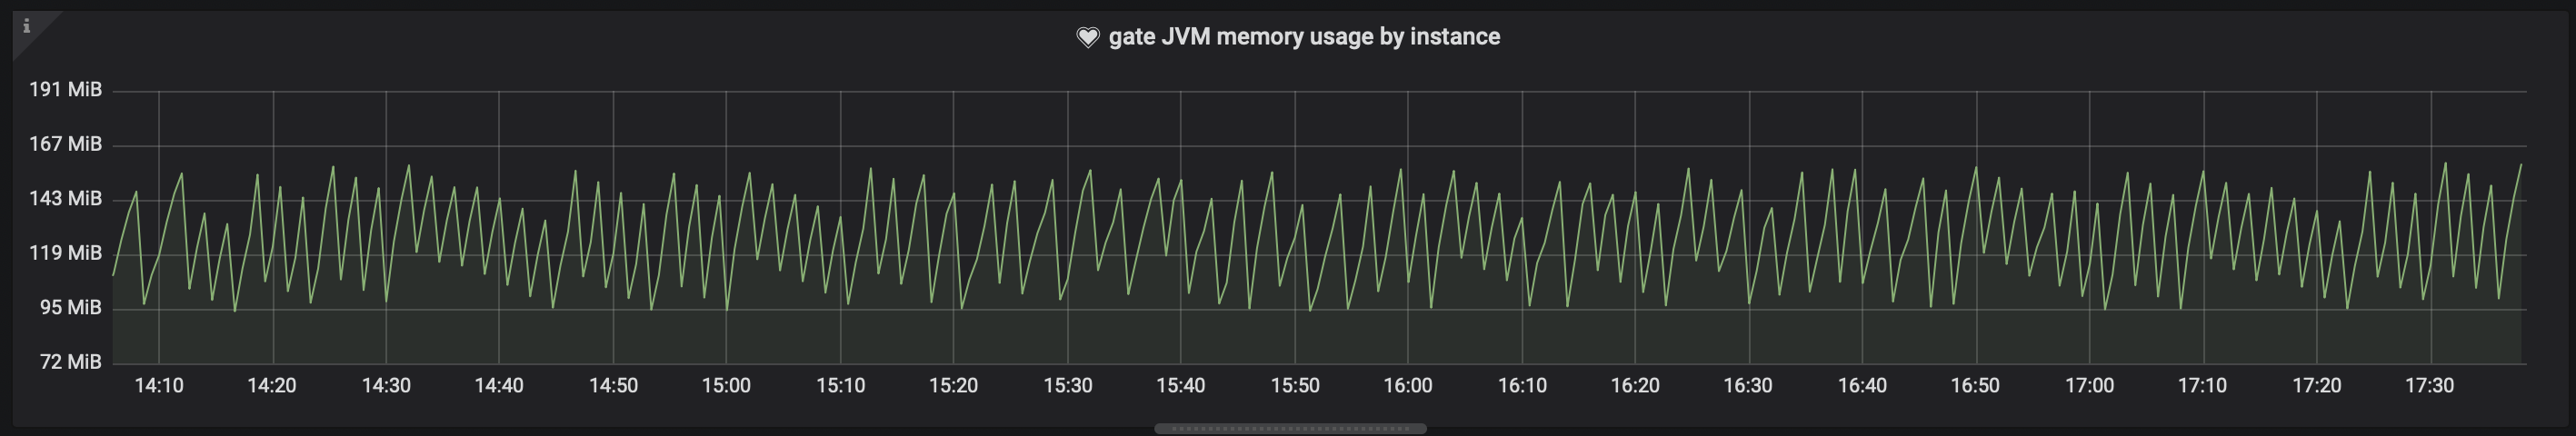 i
gate JVM memory usage by instance
191 MiB
167 MiB
143 MiB
119 MiB
95 MiB
72 MiB
14:10 14:20 14:30 14:40 14:50 15:00 15:10 15:20 15:30 15:40 15:50 16:00 16:10 16:20 16:30 16:40 16:50 17:00 17:10 17:20 17:30